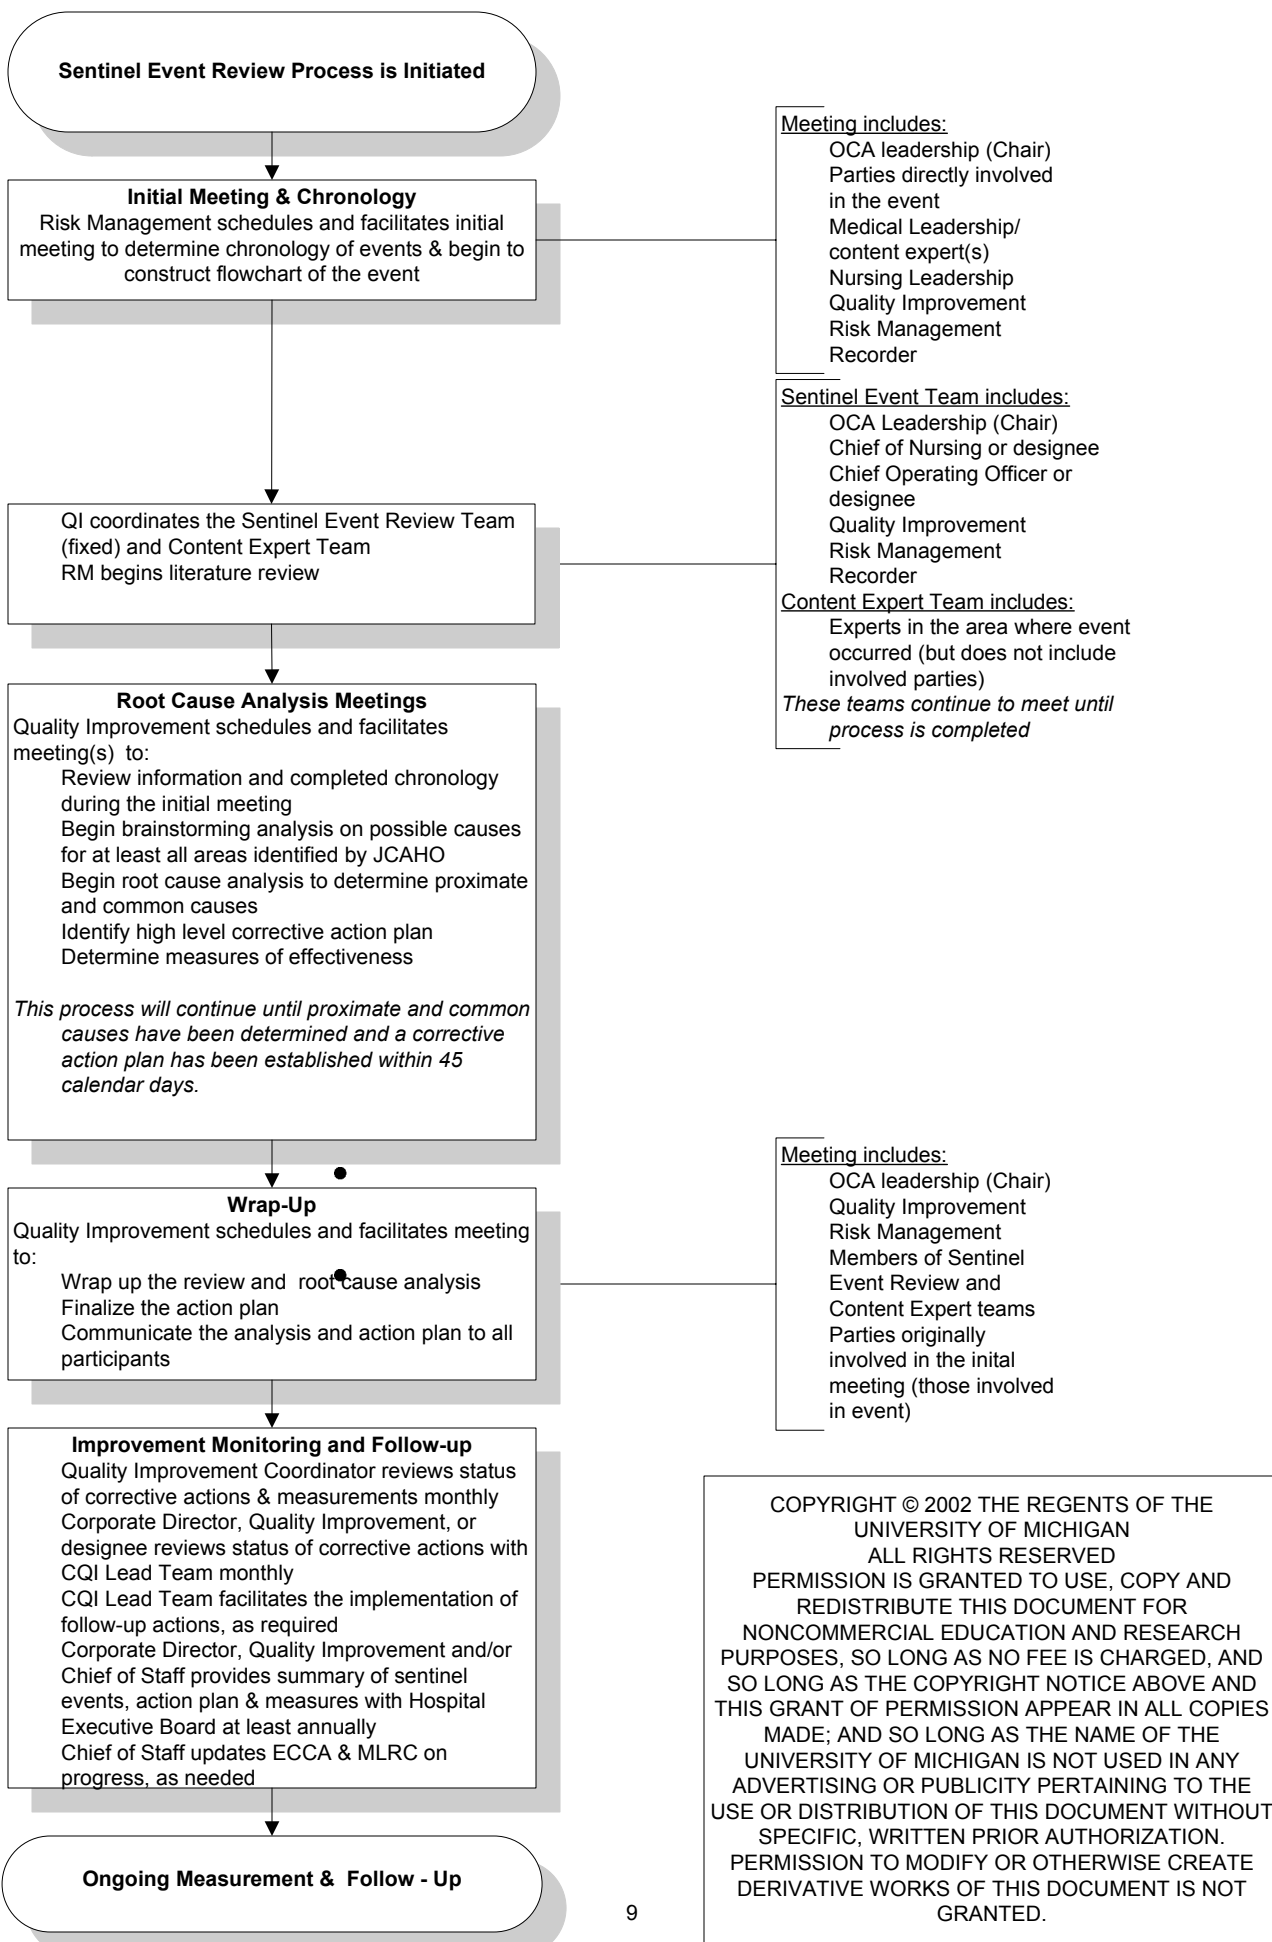 Sentinel Event Review Process is Initiated
Initial Meeting & Chronology
Risk Management schedules and facilitates initial
meeting to determine chronology of events & begin to
construct flowchart of the event
Meeting includes:
OCA leadership (Chair)
Parties directly involved
in the event
Medical Leadership/
content expert(s)
Nursing Leadership
Quality Improvement
Risk Management
Recorder
QI coordinates the Sentinel Event Review Team
(fixed) and Content Expert Team
RM begins literature review
Sentinel Event Team includes:
OCA Leadership (Chair)
Chief of Nursing or designee
Chief Operating Officer or
designee
Quality Improvement
Risk Management
Recorder
Content Expert Team includes:
Experts in the area where event
occurred (but does not include
involved parties)
These teams continue to meet until
process is completed
Root Cause Analysis Meetings
Quality Improvement schedules and facilitates
meeting(s) to:
Review information and completed chronology
during the initial meeting
Begin brainstorming analysis on possible causes
for at least all areas identified by JCAHO
Begin root cause analysis to determine proximate
and common causes
Identify high level corrective action plan
Determine measures of effectiveness
This process will continue until proximate and common
causes have been determined and a corrective
action plan has been established within 45
calendar days.
Wrap-Up
Quality Improvement schedules and facilitates meeting
to:
Wrap up the review and root cause analysis
Finalize the action plan
Communicate the analysis and action plan to all
participants
Meeting includes:
OCA leadership (Chair)
Quality Improvement
Risk Management
Members of Sentinel
Event Review and
Content Expert teams
Parties originally
involved in the inital
meeting (those involved
in event)
Improvement Monitoring and Follow-up
Quality Improvement Coordinator reviews status
of corrective actions & measurements monthly
Corporate Director, Quality Improvement, or
designee reviews status of corrective actions with
CQI Lead Team monthly
CQI Lead Team facilitates the implementation of
follow-up actions, as required
Corporate Director, Quality Improvement and/or
Chief of Staff provides summary of sentinel
events, action plan & measures with Hospital
Executive Board at least annually
Chief of Staff updates ECCA & MLRC on
progress, as needed
Ongoing Measurement & Follow - Up
COPYRIGHT © 2002 THE REGENTS OF THE
UNIVERSITY OF MICHIGAN
ALL RIGHTS RESERVED
PERMISSION IS GRANTED TO USE, COPY AND
REDISTRIBUTE THIS DOCUMENT FOR
NONCOMMERCIAL EDUCATION AND RESEARCH
PURPOSES, SO LONG AS NO FEE IS CHARGED, AND
SO LONG AS THE COPYRIGHT NOTICE ABOVE AND
THIS GRANT OF PERMISSION APPEAR IN ALL COPIES
MADE; AND SO LONG AS THE NAME OF THE
UNIVERSITY OF MICHIGAN IS NOT USED IN ANY
ADVERTISING OR PUBLICITY PERTAINING TO THE
USE OR DISTRIBUTION OF THIS DOCUMENT WITHOUT
SPECIFIC, WRITTEN PRIOR AUTHORIZATION.
PERMISSION TO MODIFY OR OTHERWISE CREATE
DERIVATIVE WORKS OF THIS DOCUMENT IS NOT
GRANTED.
9